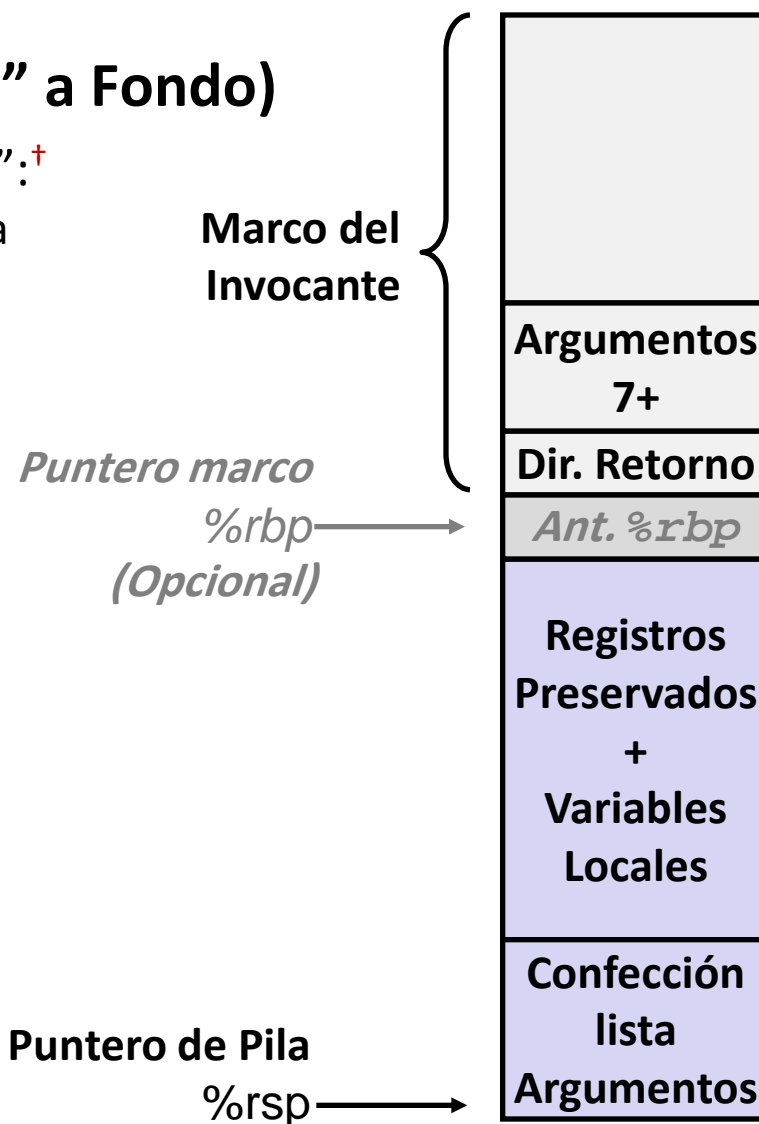 ” a Fondo)
”:†
a
Marco del
Invocante
Argumentos
7+
Puntero marco
Dir. Retorno
%rbp
Ant. %rbp
(Opcional)
Registros
Preservados
+
Variables
Locales
Confección
lista
Argumentos
Puntero de Pila
%rsp